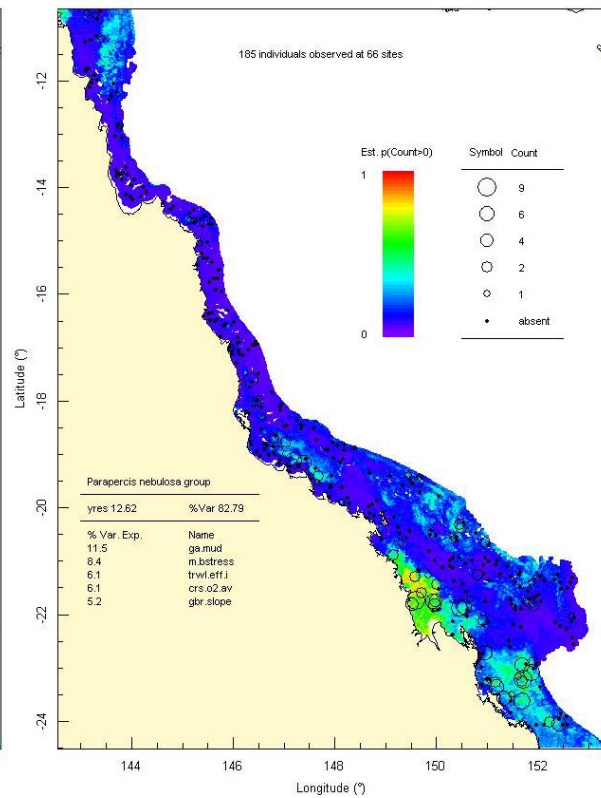 185 individuals observed at 66 sites
Est. p(Count>0)
1
0
Symbol Count
9
6
4
2
1
absent
Parapercis nebulosa group
yres 12.62 %Var 82.79
% Var. Exp. Name
11.5 ga.mud
8.4 m.bstress
6.1 trwl.eff.i
6.1 crs.o2.av
5.2 gbr.slope
Latitude (°)
-12
-14
-16
-18
-20
-22
-24
144 146 148 150 152
Longitude (°)